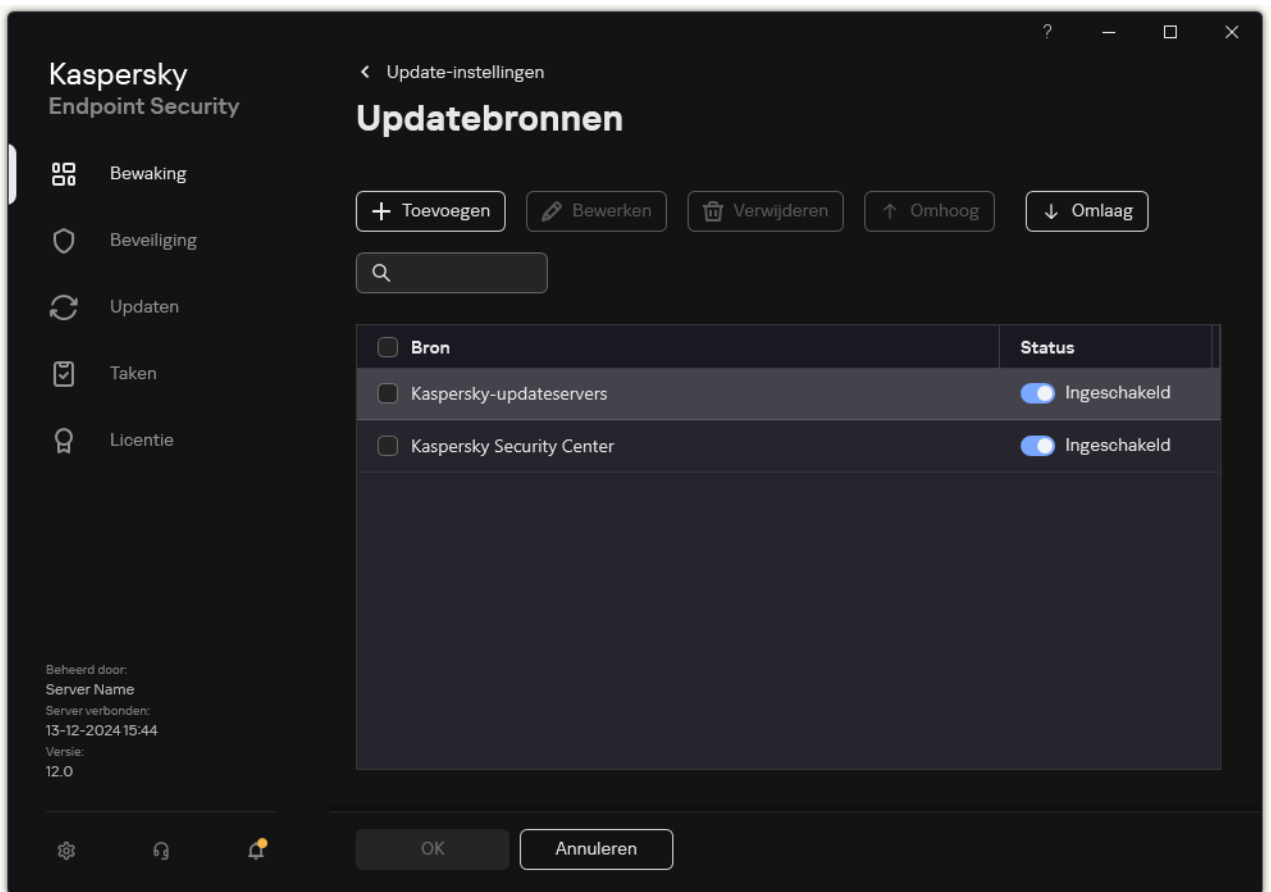 ?
Kaspersky
Endpoint Security
Bewaking
Beveiliging
Updaten
Taken
Licentie
Beheerd door:
Server Name
Server verbonden:
13-12-2024 15:44
Versie:
12.0
Update-instellingen
Updatebronnen
Toevoegen Bewerken Verwijderen Omhoog Omlaag
Bron Status
Kaspersky-updateservers Ingeschakeld
Kaspersky Security Center Ingeschakeld
OK Annuleren